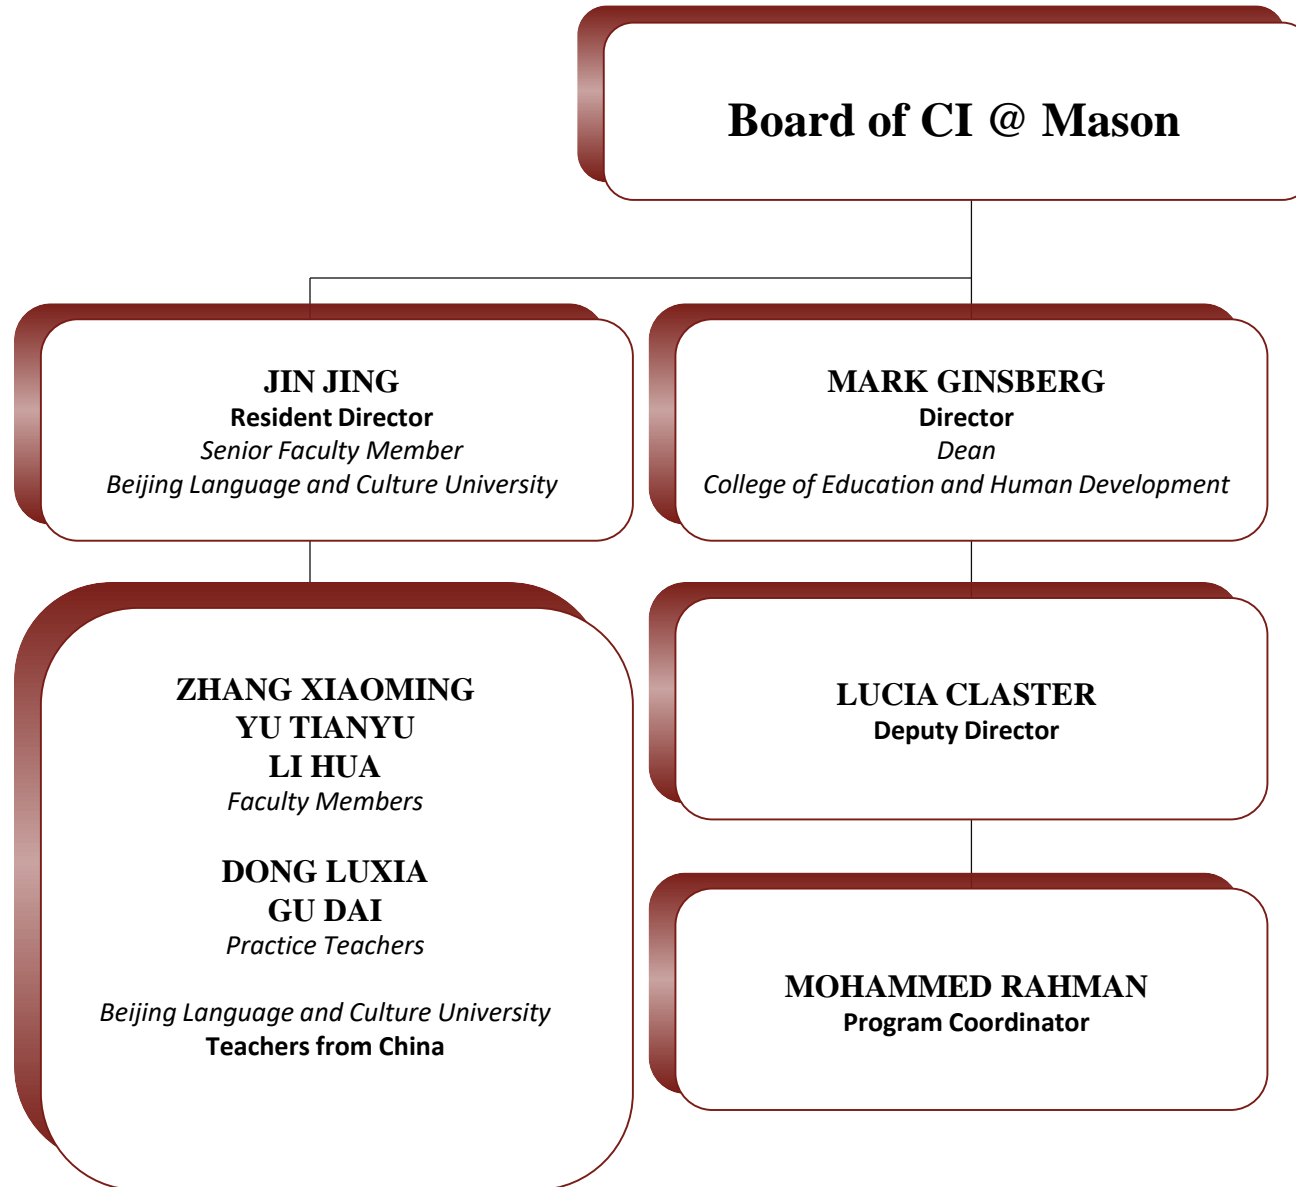 Board of CI @ Mason
JIN JING
Resident Director
Senior Faculty Member
Beijing Language and Culture University
MARK GINSBERG
Director
Dean
College of Education and Human Development
ZHANG XIAOMING
YU TIANYU
LI HUA
Faculty Members
DONG LUXIA
GU DAI
Practice Teachers
Beijing Language and Culture University
Teachers from China
LUCIA CLASTER
Deputy Director
MOHAMMED RAHMAN
Program Coordinator